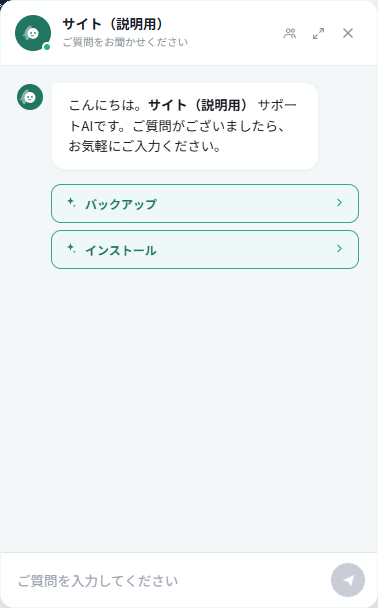 サイト（説明用）
ご質問をお聞かせください
こんにちは。サイト（説明用） サポー
トAIです。ご質問がございましたら、
お気軽にご入力ください。
バックアップ
インストール
ご質問を入力してください